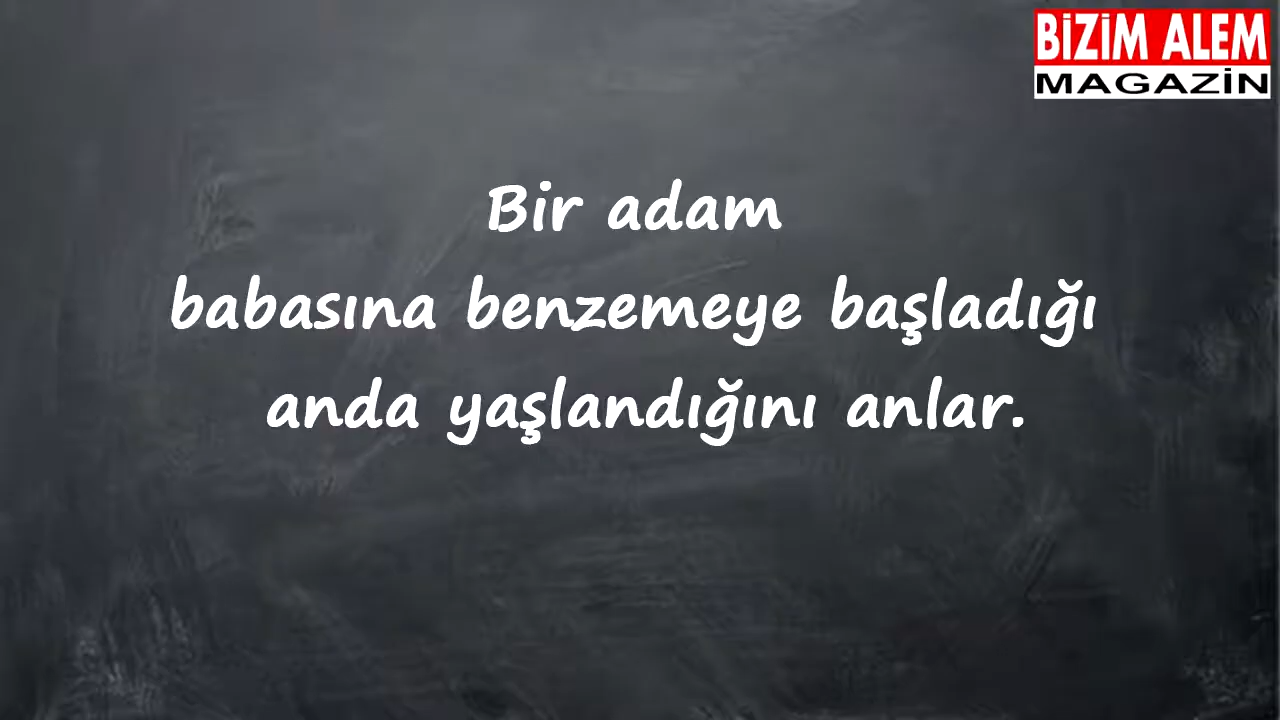 BİZİM ALEM
MAGAZİN
Bir adam
babasına benzemeye başladığı
anda yaşlandığını anlar.